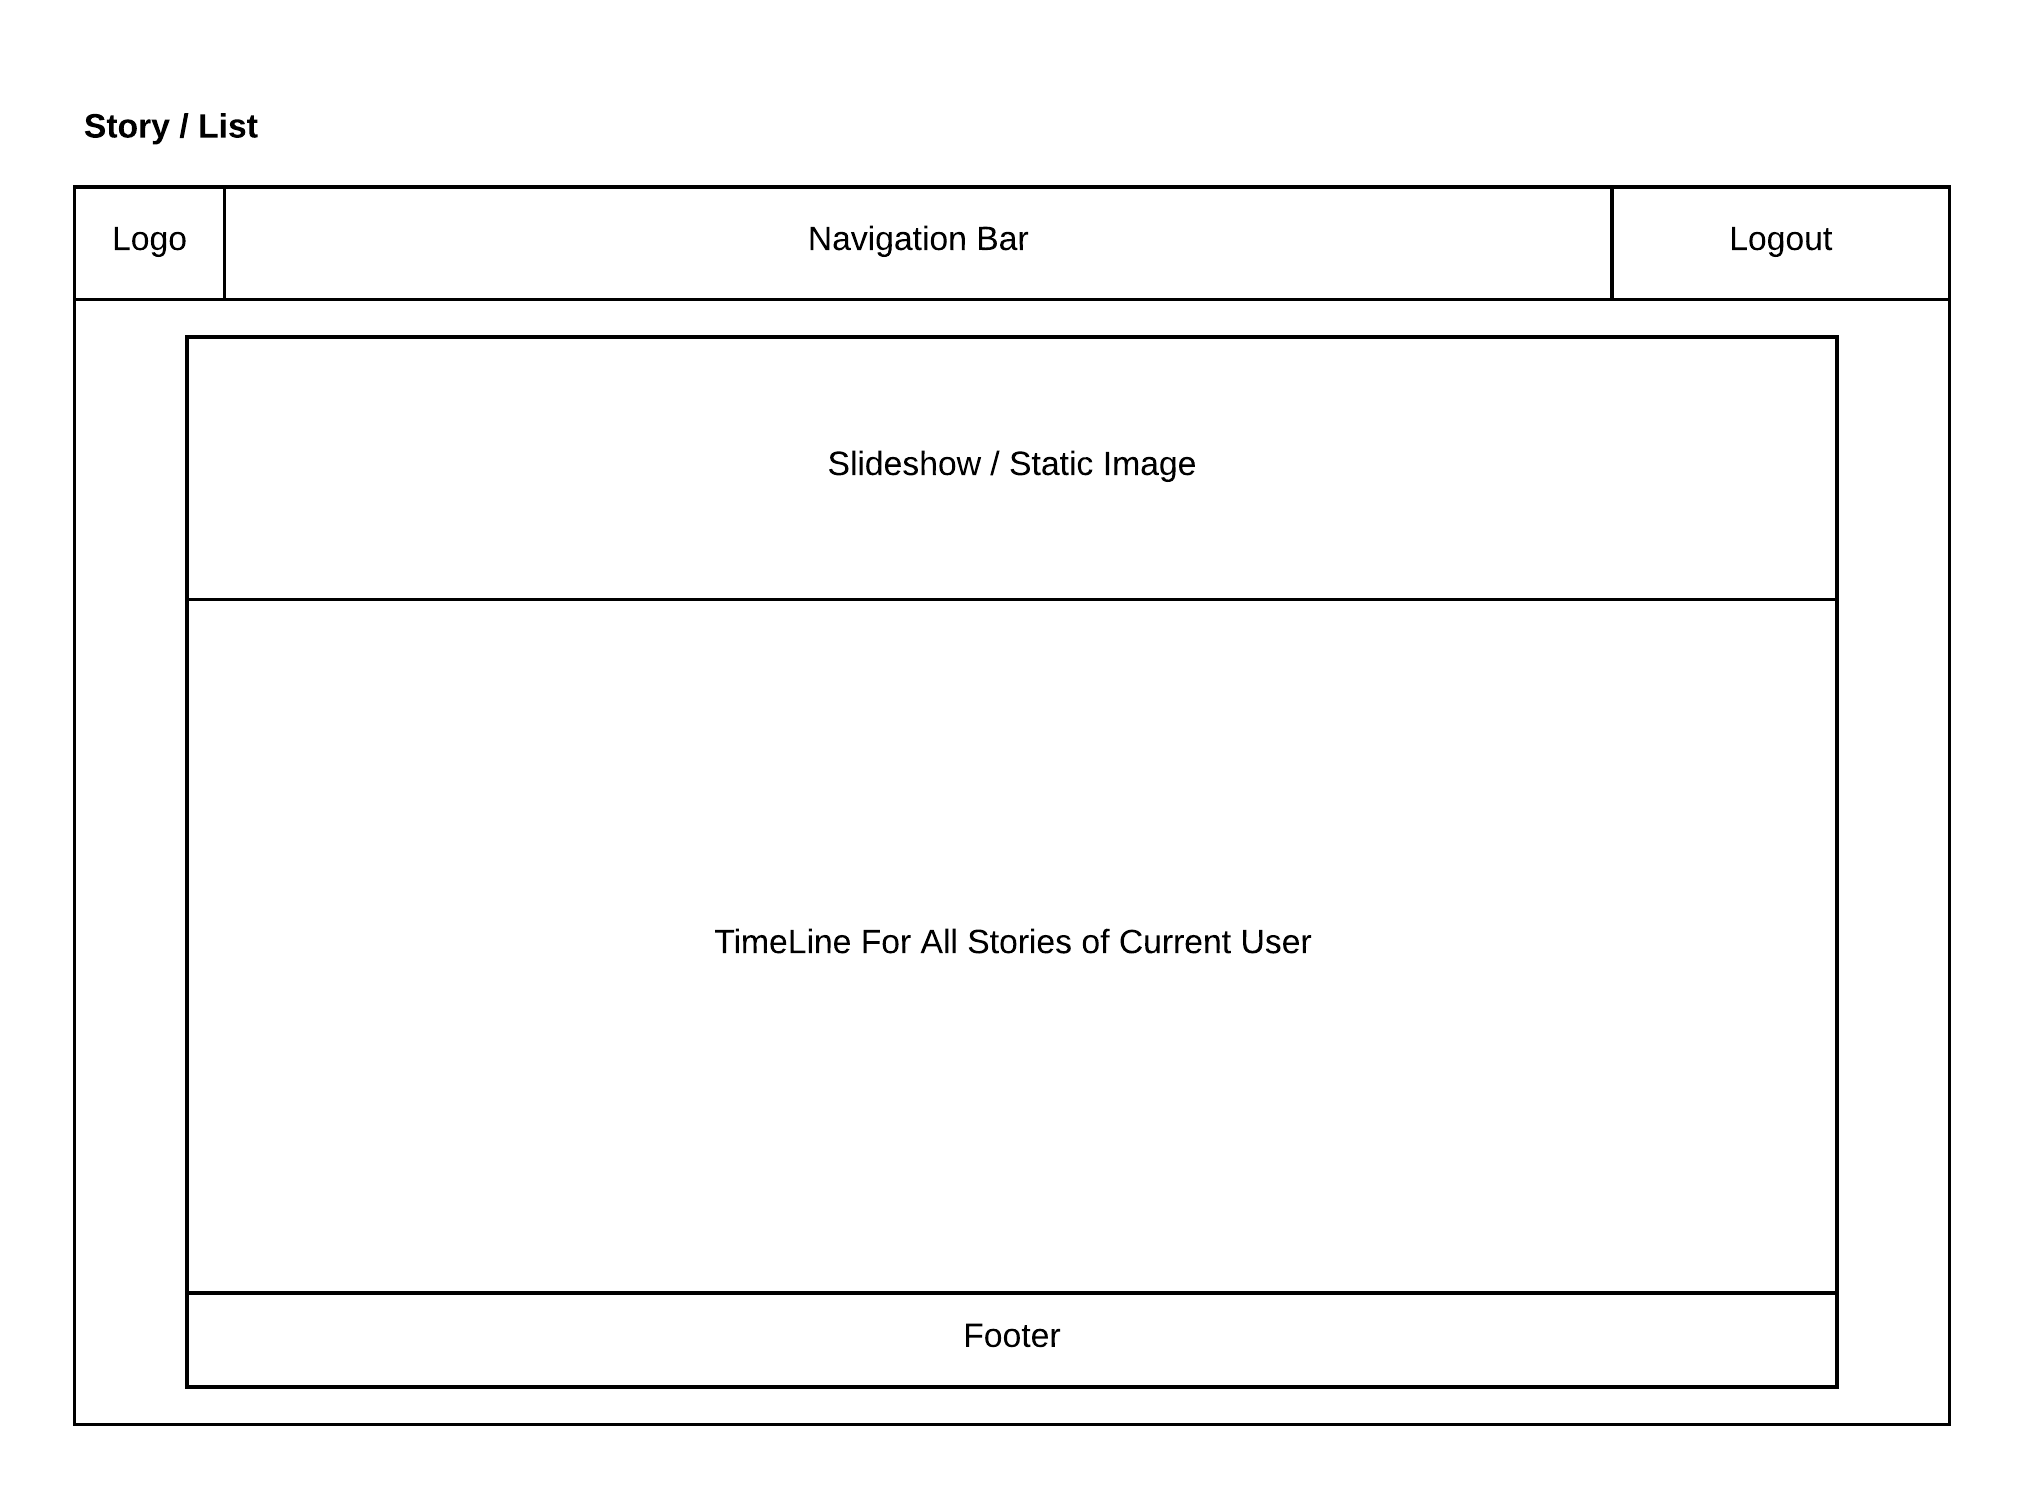 Story / List
Logo
Navigation Bar
Logout
Slideshow / Static Image
TimeLine For All Stories of Current User
Footer